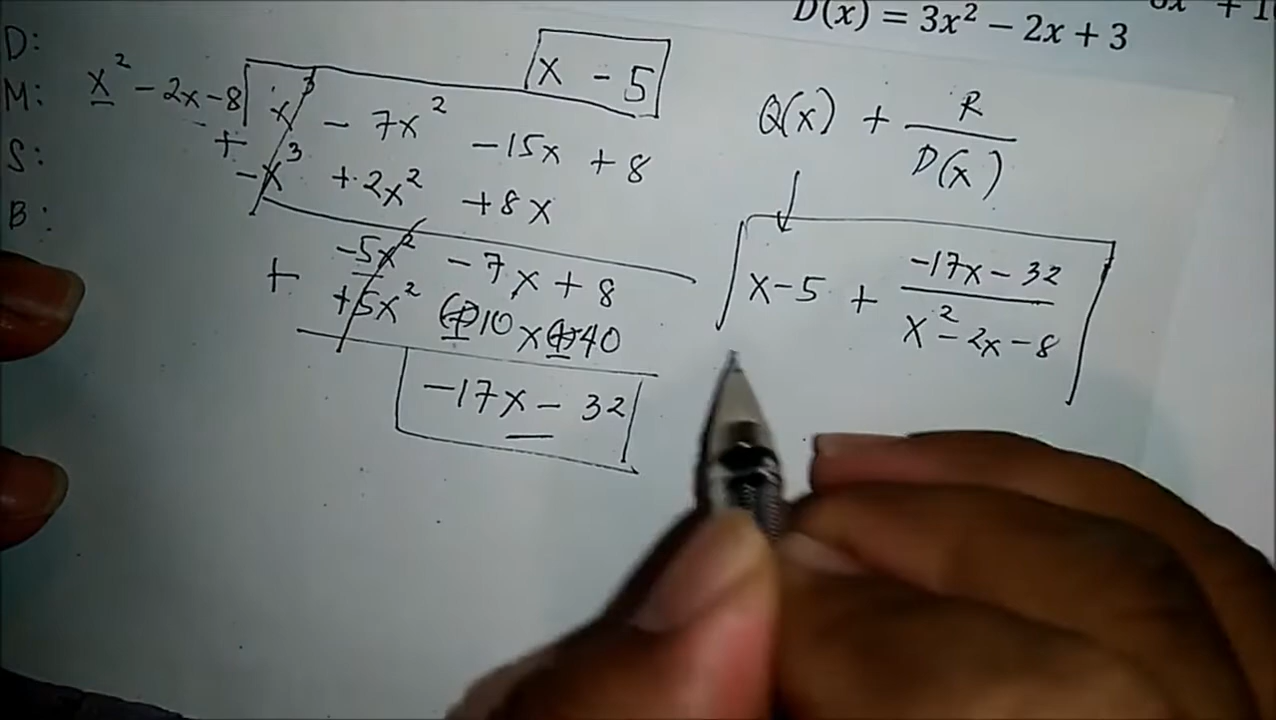 D(x) = 3x² − 2x + 3
D:
M:
S:
B:
x - 5
x² - 2x - 8 x³ - 7x² - 15x + 8
+ -x³ + 2x² + 8x
-5x² - 7x + 8
+ +5x² (+) 10x (+) 40
-17x - 32
Q(x) + R / D(x)
x - 5 + -17x - 32 / x² - 2x - 8